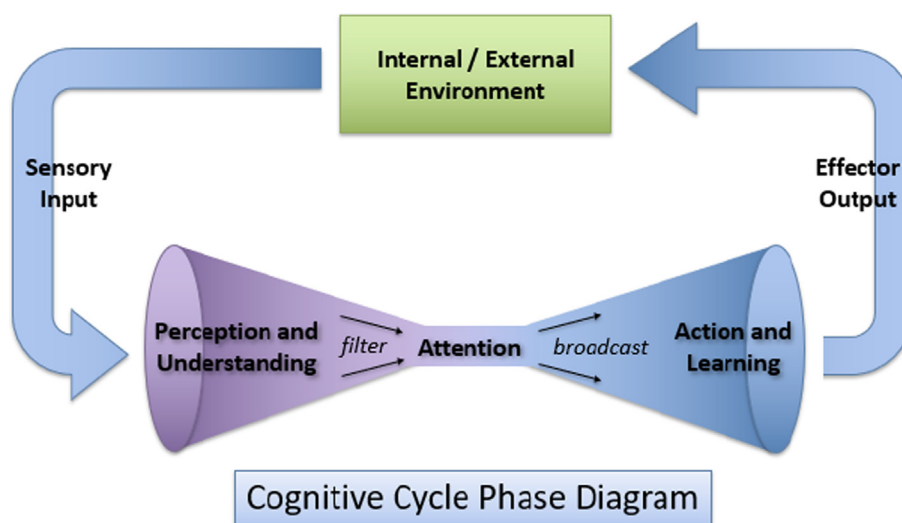 Internal / External
Environment
Sensory
Input
Effector
Output
Perception and
Understanding
filter
Attention
broadcast
Action and
Learning
Cognitive Cycle Phase Diagram